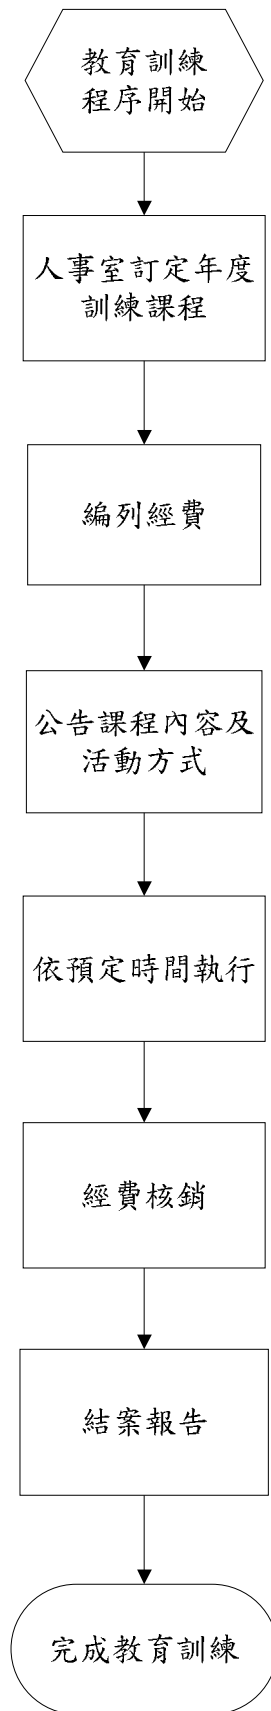 教育訓練
程序開始
人事室訂定年度
訓練課程
編列經費
公告課程內容及
活動方式
依預定時間執行
經費核銷
結案報告
完成教育訓練